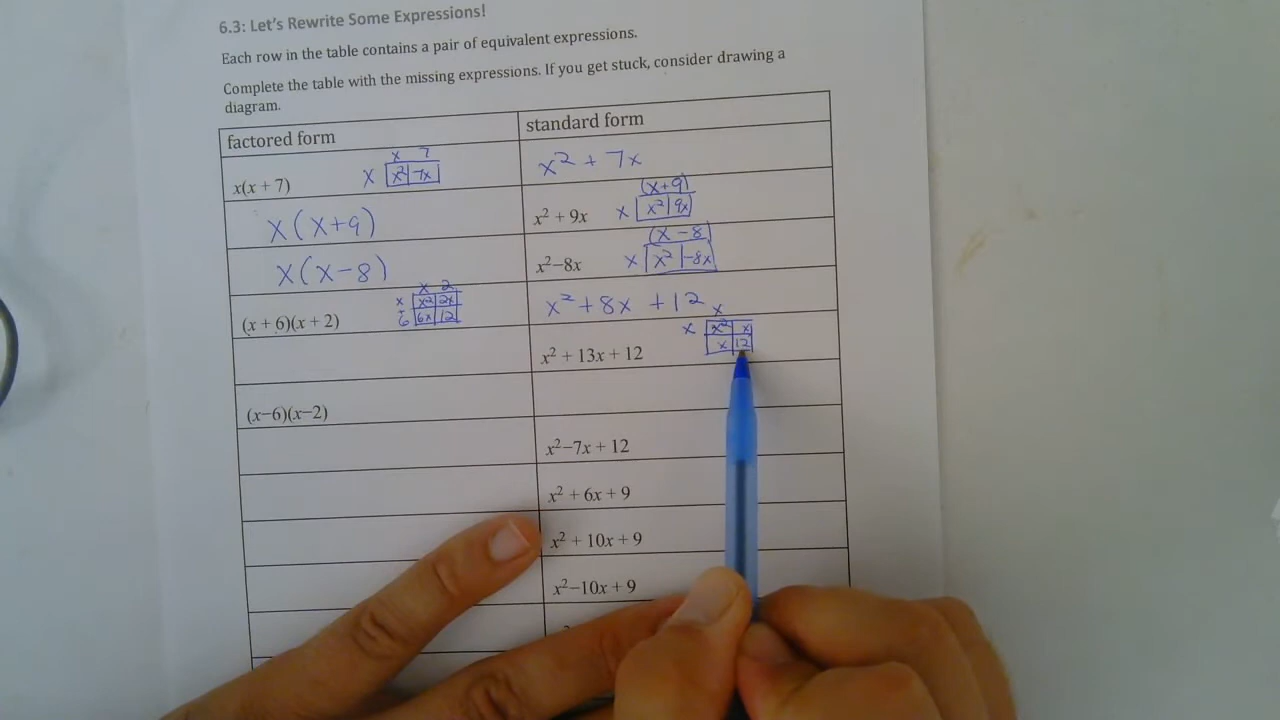 6.3: Let's Rewrite Some Expressions!
Each row in the table contains a pair of equivalent expressions.
Complete the table with the missing expressions. If you get stuck, consider drawing a
diagram.
factored form standard form
x 7
x(x + 7) x x² 7x x² + 7x
(x+9)
x(x+9) x² + 9x x x² 9x
(x-8)
x(x-8) x²−8x x x² -8x
x 2
x x² 2x
(x + 6)(x + 2) + 6 6x 12 x² + 8x + 12
x
x x² x
x² + 13x + 12 x 12
(x−6)(x−2)
x²−7x + 12
x² + 6x + 9
x² + 10x + 9
x²−10x + 9